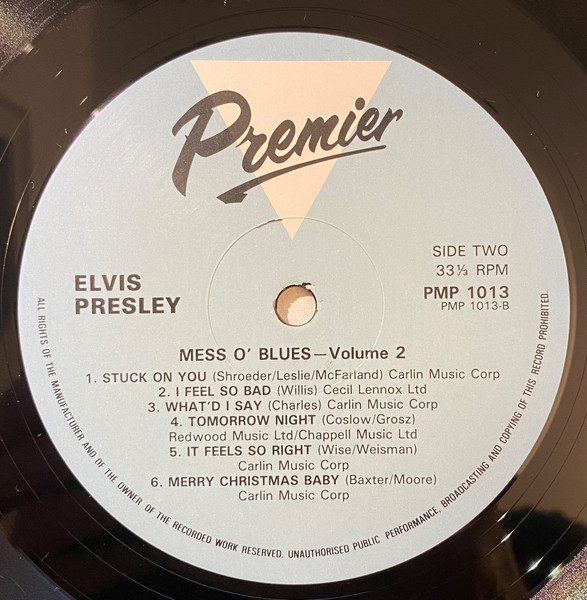 Premier
SIDE TWO
33⅓ RPM
ELVIS
PRESLEY
PMP 1013
PMP 1013-B
MESS O' BLUES—Volume 2
1. STUCK ON YOU (Shroeder/Leslie/McFarland) Carlin Music Corp
2. I FEEL SO BAD (Willis) Cecil Lennox Ltd
3. WHAT'D I SAY (Charles) Carlin Music Corp
4. TOMORROW NIGHT (Coslow/Grosz)
Redwood Music Ltd/Chappell Music Ltd
5. IT FEELS SO RIGHT (Wise/Weisman)
Carlin Music Corp
6. MERRY CHRISTMAS BABY (Baxter/Moore)
Carlin Music Corp
ALL RIGHTS OF THE MANUFACTURER AND OF THE OWNER OF THE RECORDED WORK RESERVED. UNAUTHORISED PUBLIC PERFORMANCE, BROADCASTING AND COPYING OF THIS RECORD PROHIBITED.